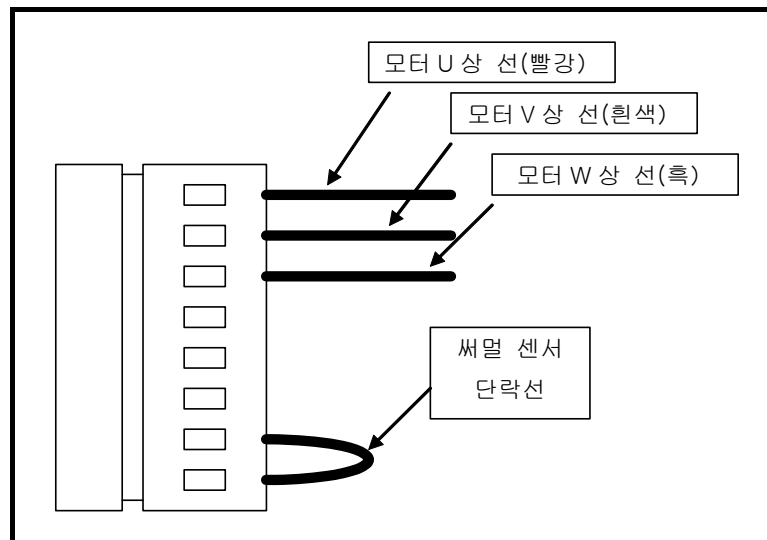 모터 U 상 선(빨강)
모터 V 상 선(흰색)
모터 W 상 선(흑)
써멀 센서
단락선